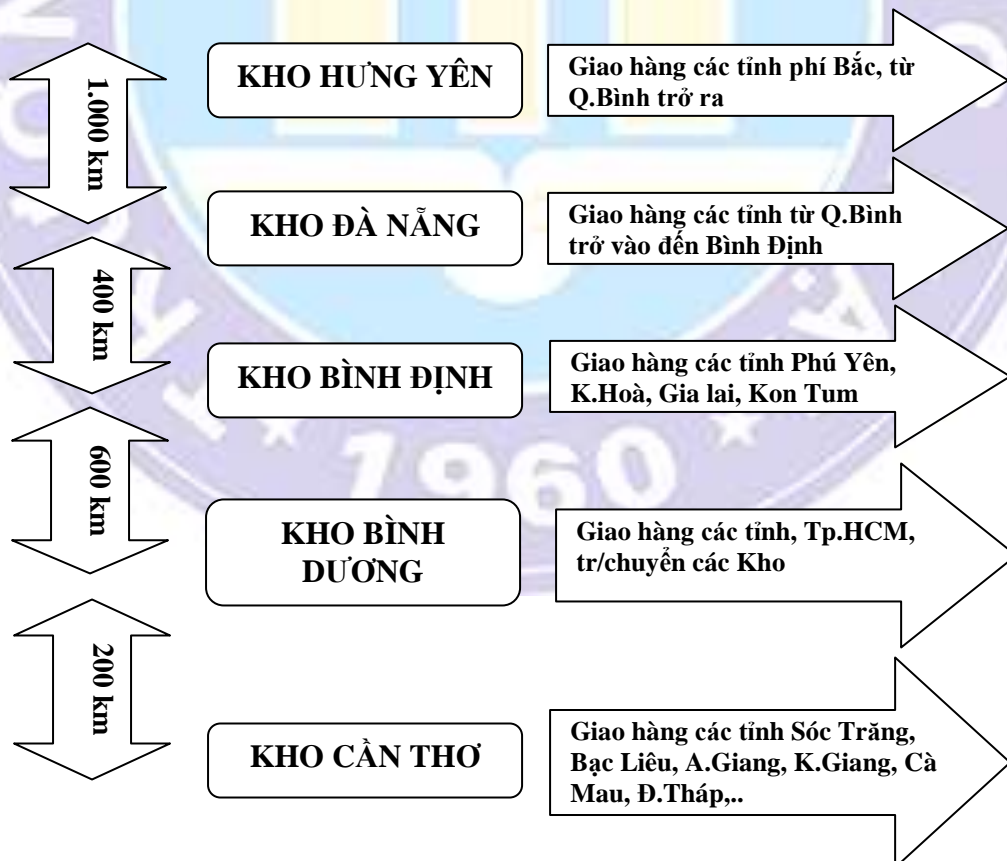 1.000 km
KHO HƯNG YÊN
Giao hàng các tỉnh phí Bắc, từ
Q.Bình trở ra
KHO ĐÀ NẴNG
Giao hàng các tỉnh từ Q.Bình
trở vào đến Bình Định
400 km
KHO BÌNH ĐỊNH
Giao hàng các tỉnh Phú Yên,
K.Hoà, Gia lai, Kon Tum
600 km
1960
KHO BÌNH
DƯƠNG
Giao hàng các tỉnh, Tp.HCM,
tr/chuyển các Kho
200 km
KHO CẦN THƠ
Giao hàng các tỉnh Sóc Trăng,
Bạc Liêu, A.Giang, K.Giang, Cà
Mau, Đ.Tháp,..